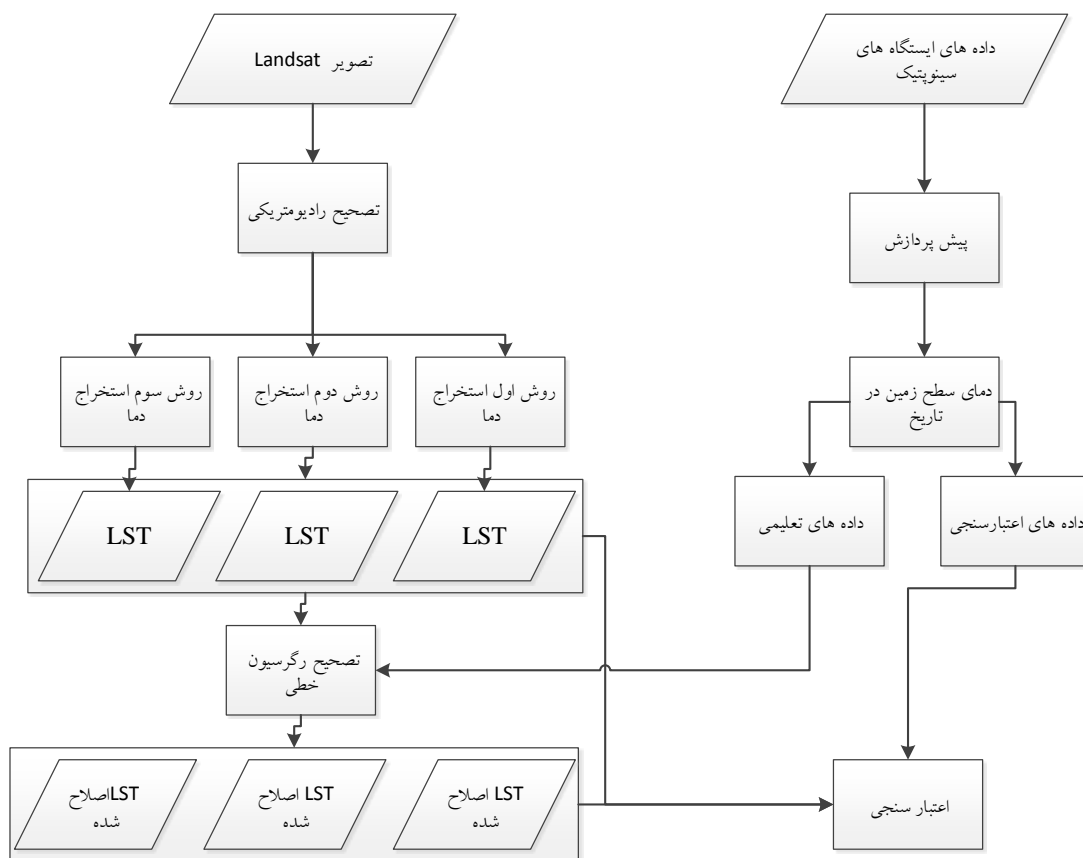 تصویر Landsat
داده های ایستگاه های
سینوپتیک
تصحیح رادیومتریکی
پیش پردازش
روش اول استخراج
دما
روش دوم استخراج
دما
روش سوم استخراج
دما
دمای سطح زمین در
تاریخ
LST
LST
LST
داده های تعلیمی
داده های اعتبارسنجی
تصحیح رگرسیون
خطی
LST اصلاح
شده
LST اصلاح
شده
LSTاصلاح
شده
اعتبار سنجی